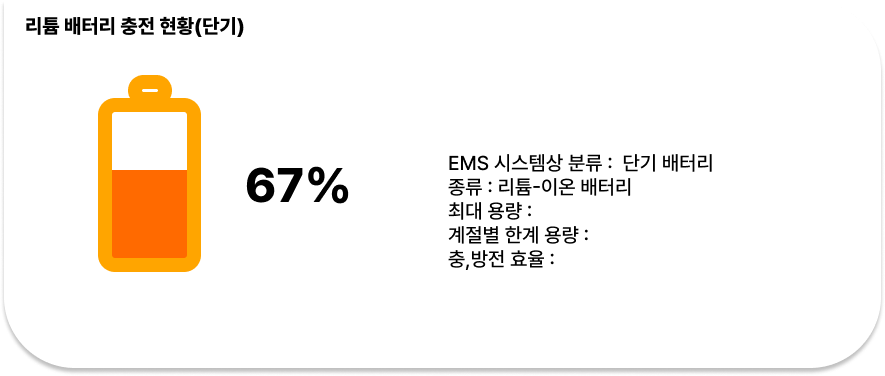 리튬 배터리 충전 현황(단기)
67%
EMS 시스템상 분류 : 단기 배터리
종류 : 리튬-이온 배터리
최대 용량 :
계절별 한계 용량 :
충,방전 효율 :